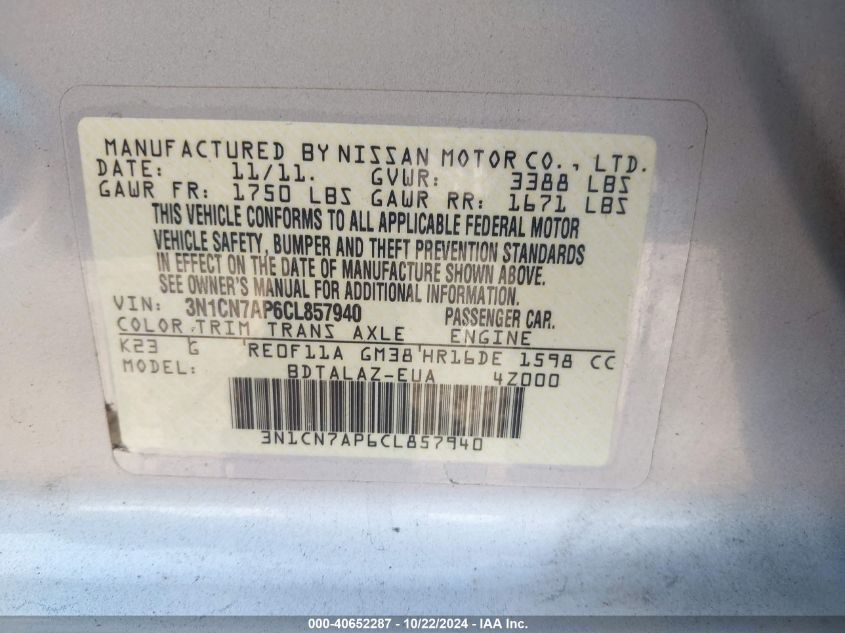 MANUFACTURED BY NISSAN MOTOR CO., LTD.
DATE: 11/11. GVWR: 3388 LBS
GAWR FR: 1750 LBS GAWR RR: 1671 LBS
THIS VEHICLE CONFORMS TO ALL APPLICABLE FEDERAL MOTOR
VEHICLE SAFETY, BUMPER AND THEFT PREVENTION STANDARDS
IN EFFECT ON THE DATE OF MANUFACTURE SHOWN ABOVE.
SEE OWNER'S MANUAL FOR ADDITIONAL INFORMATION.
VIN: 3N1CN7AP6CL857940 PASSENGER CAR.
COLOR TRIM TRANS AXLE ENGINE
K23 G RE0F11A GM38 HR16DE 1598 CC
MODEL: BDTALAZ-EUA 4Z000
3N1CN7AP6CL857940
000-40652287 - 10/22/2024 - IAA Inc.